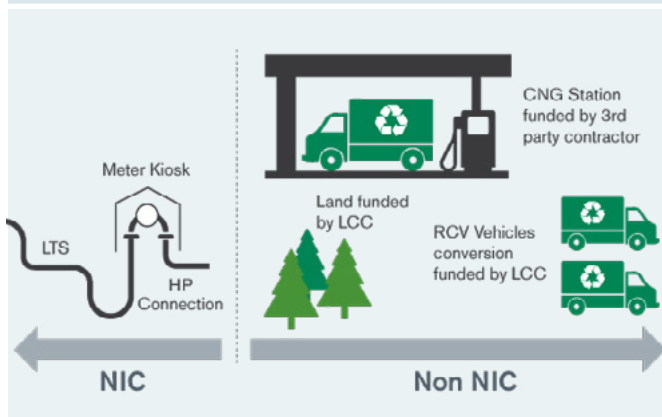 CNG Station
funded by 3rd
party contractor
Meter Kiosk
Land funded
by LCC
RCV Vehicles
conversion
funded by LCC
LTS
HP
Connection
NIC
Non NIC